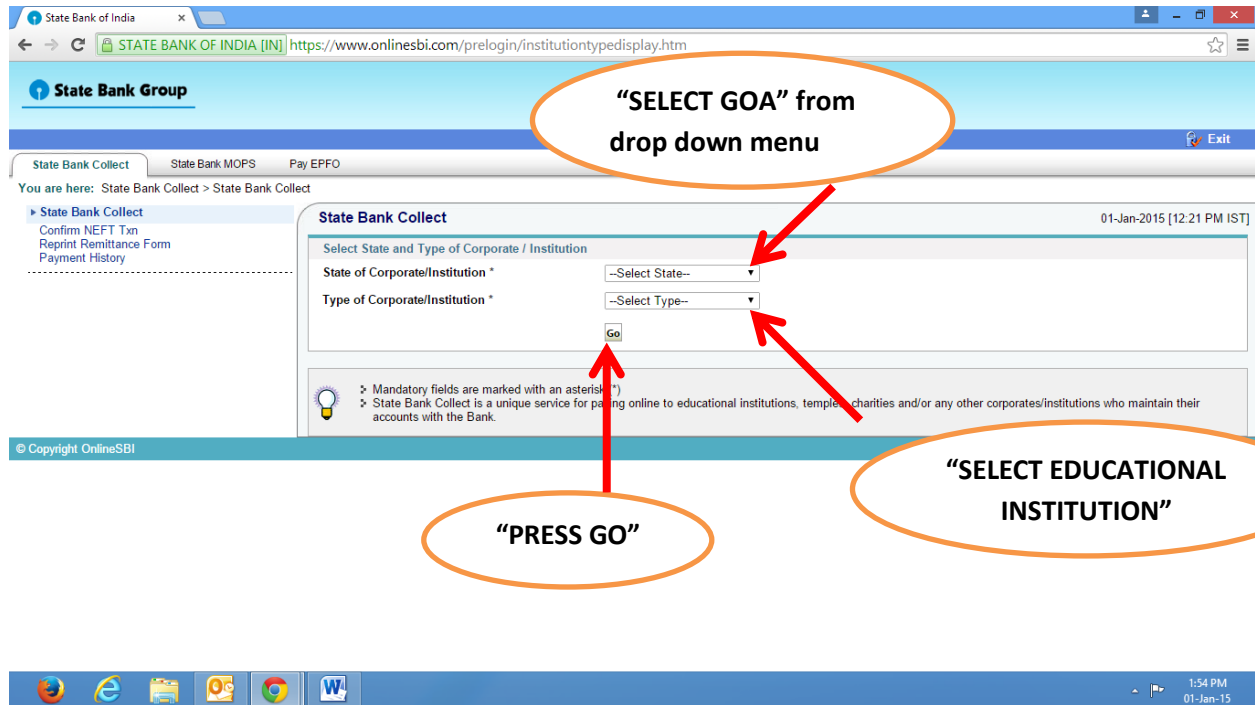 State Bank of India
STATE BANK OF INDIA [IN] https://www.onlinesbi.com/prelogin/institutiontypedisplay.htm
State Bank Group
“SELECT GOA” from
drop down menu
Exit
State Bank Collect State Bank MOPS Pay EPFO
You are here: State Bank Collect > State Bank Collect
State Bank Collect
Confirm NEFT Txn
Reprint Remittance Form
Payment History
State Bank Collect 01-Jan-2015 [12:21 PM IST]
Select State and Type of Corporate / Institution
State of Corporate/Institution * --Select State--
Type of Corporate/Institution * --Select Type--
Go
Mandatory fields are marked with an asterisk (*)
State Bank Collect is a unique service for paying online to educational institutions, temples, charities and/or any other corporates/institutions who maintain their
accounts with the Bank.
© Copyright OnlineSBI
“SELECT EDUCATIONAL
INSTITUTION”
“PRESS GO”
1:54 PM
01-Jan-15